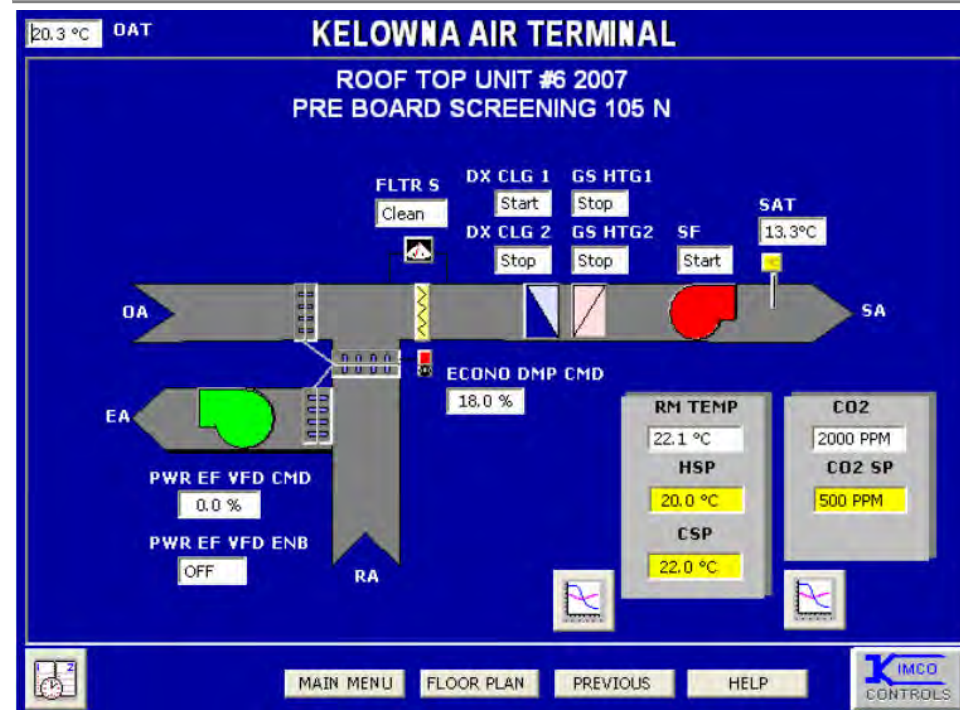 20.3 °C OAT
KELOWNA AIR TERMINAL
ROOF TOP UNIT #6 2007
PRE BOARD SCREENING 105 N
FLTR S
Clean
DX CLG 1 GS HTG1
Start Stop
DX CLG 2 GS HTG2 SF
Stop Stop Start
SAT
13.3°C
OA
SA
ECONO DMP CMD
18.0 %
EA
PWR EF VFD CMD
0.0 %
PWR EF VFD ENB
OFF
RA
RM TEMP
22.1 °C
HSP
20.0 °C
CSP
22.0 °C
CO2
2000 PPM
CO2 SP
500 PPM
1 2
MAIN MENU FLOOR PLAN PREVIOUS HELP
KIMCO
CONTROLS